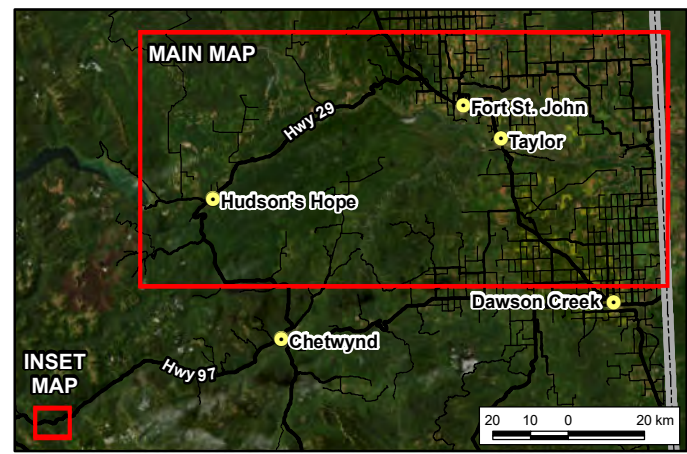 MAIN MAP
Hwy 29
Fort St. John
Taylor
Hudson's Hope
Dawson Creek
Chetwynd
INSET
MAP
Hwy 97
20 10 0 20 km